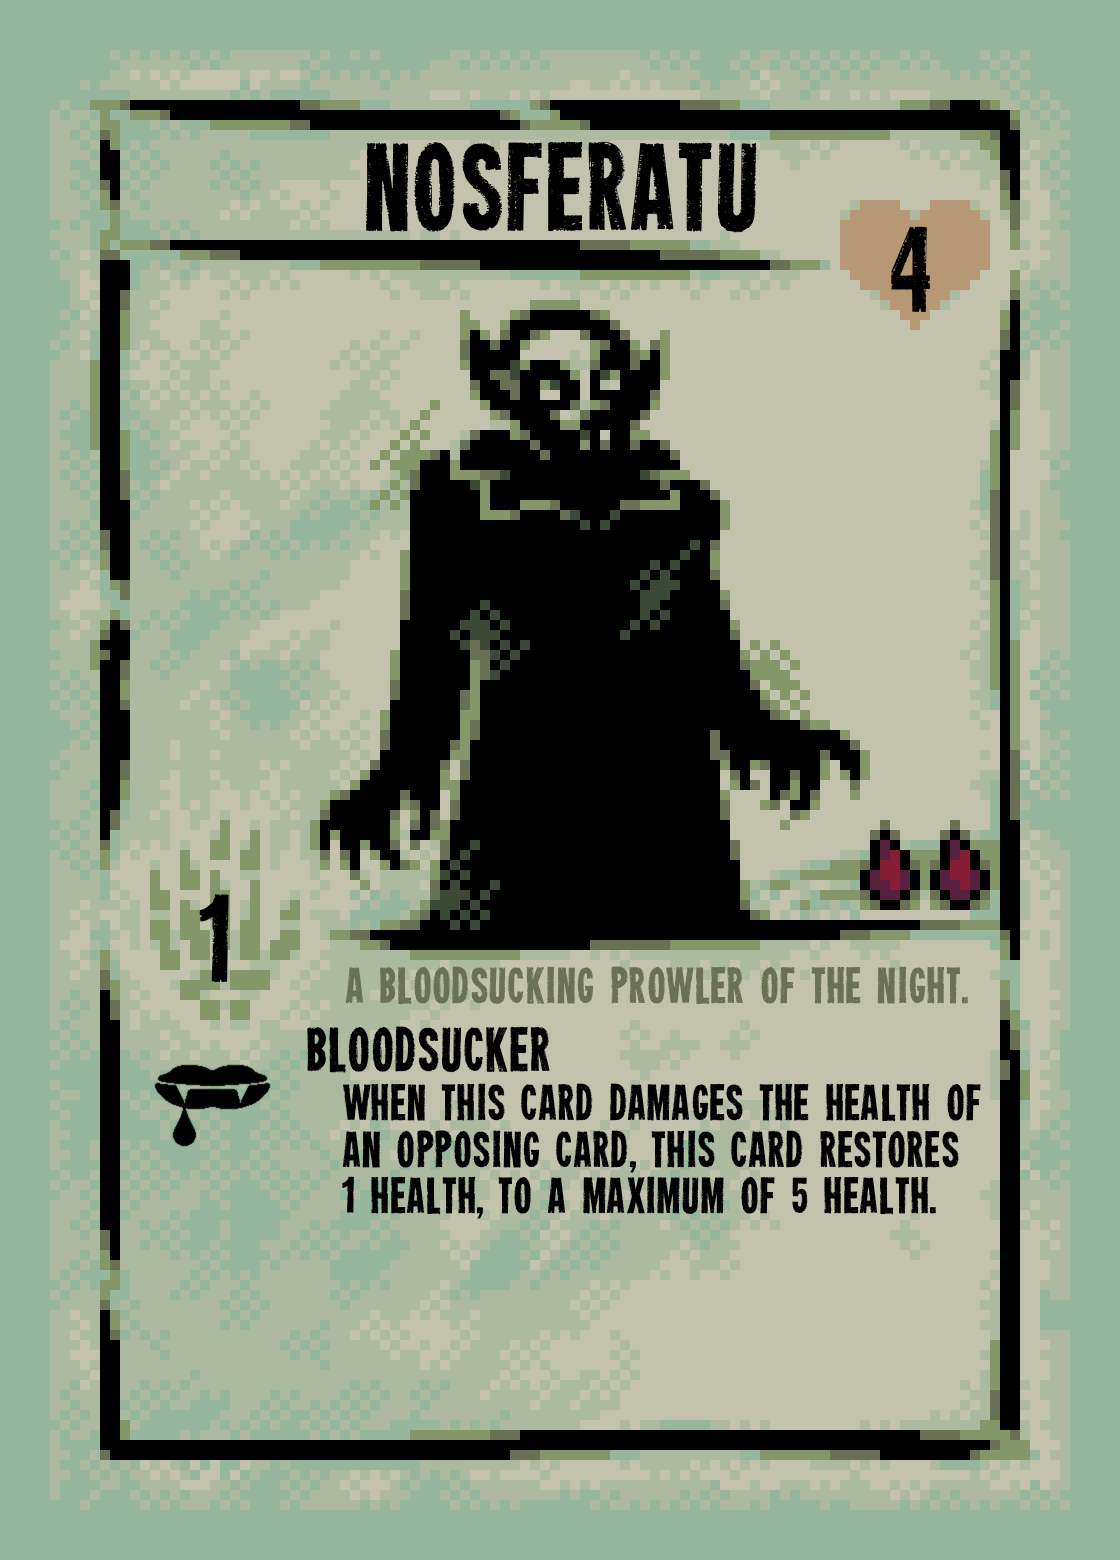 NOSFERATU
4
1
A BLOODSUCKING PROWLER OF THE NIGHT.
BLOODSUCKER
WHEN THIS CARD DAMAGES THE HEALTH OF
AN OPPOSING CARD, THIS CARD RESTORES
1 HEALTH, TO A MAXIMUM OF 5 HEALTH.